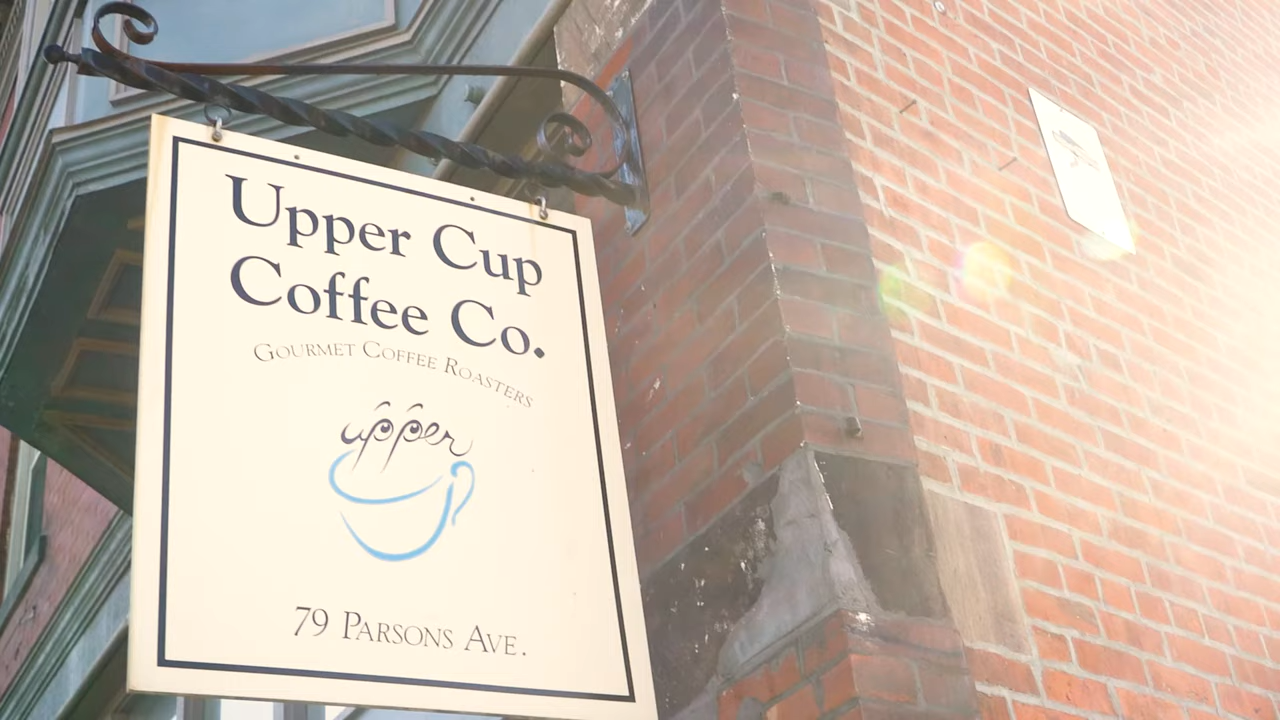 Upper Cup
Coffee Co.
Gourmet Coffee Roasters
upper
79 Parsons Ave.